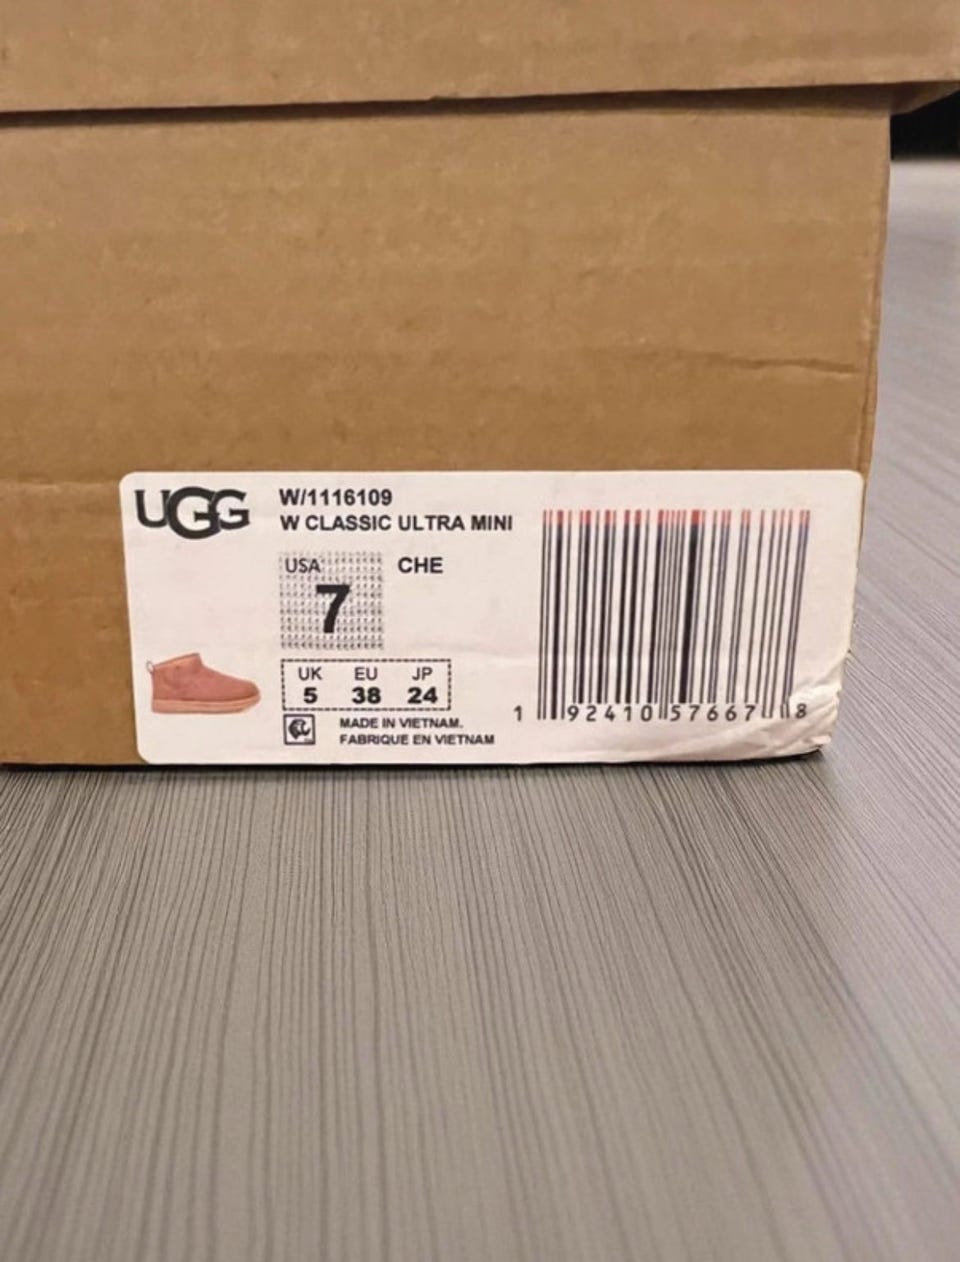 UGG
W/1116109
W CLASSIC ULTRA MINI
USA
7
CHE
UK EU JP
5 38 24
MADE IN VIETNAM.
FABRIQUE EN VIETNAM
1 92410 57667 8